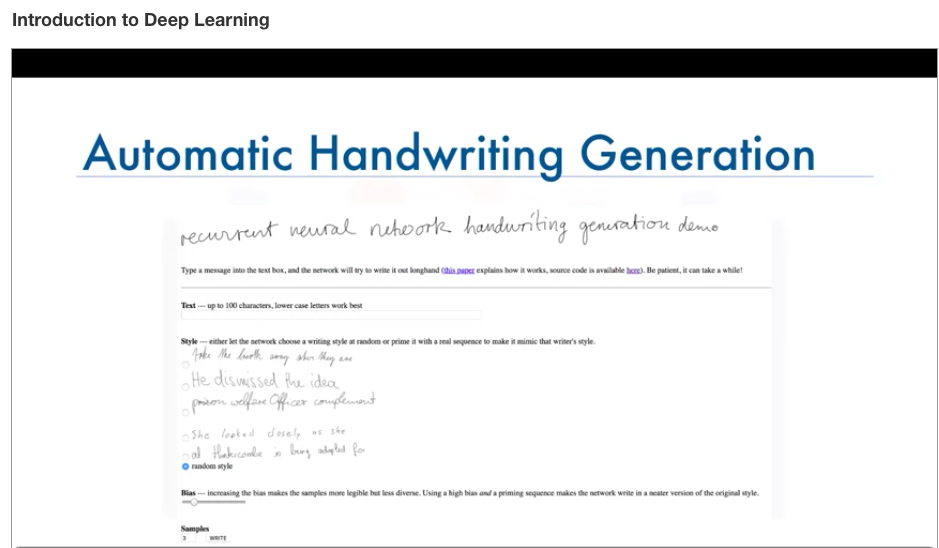 Introduction to Deep Learning
Automatic Handwriting Generation
recurrent neural network handwriting generation demo
Type a message into the text box, and the network will try to write it out longhand (this paper explains how it works, source code is available here). Be patient, it can take a while!
Text — up to 100 characters, lower case letters work best
Style — either let the network choose a writing style at random or prime it with a real sequence to make it mimic that writer's style.
the away when they are
He dismissed the idea
prison welfare Officer complement
She looked closely as she
at is being adapted for
random style
Bias — increasing the bias makes the samples more legible but less diverse. Using a high bias and a priming sequence makes the network write in a neater version of the original style.
Samples
3 WRITE